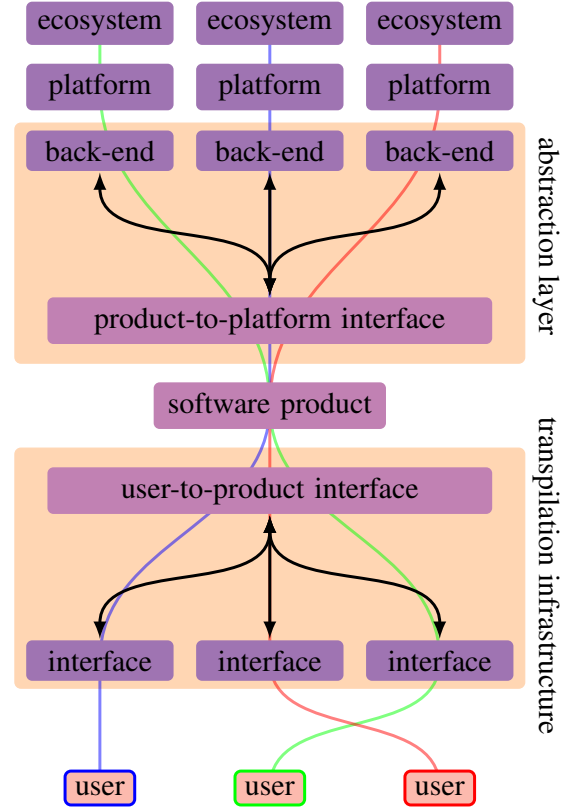 ecosystem ecosystem ecosystem
platform platform platform
back-end back-end back-end
abstraction layer
product-to-platform interface
software product
transpilation infrastructure
user-to-product interface
interface interface interface
user user user